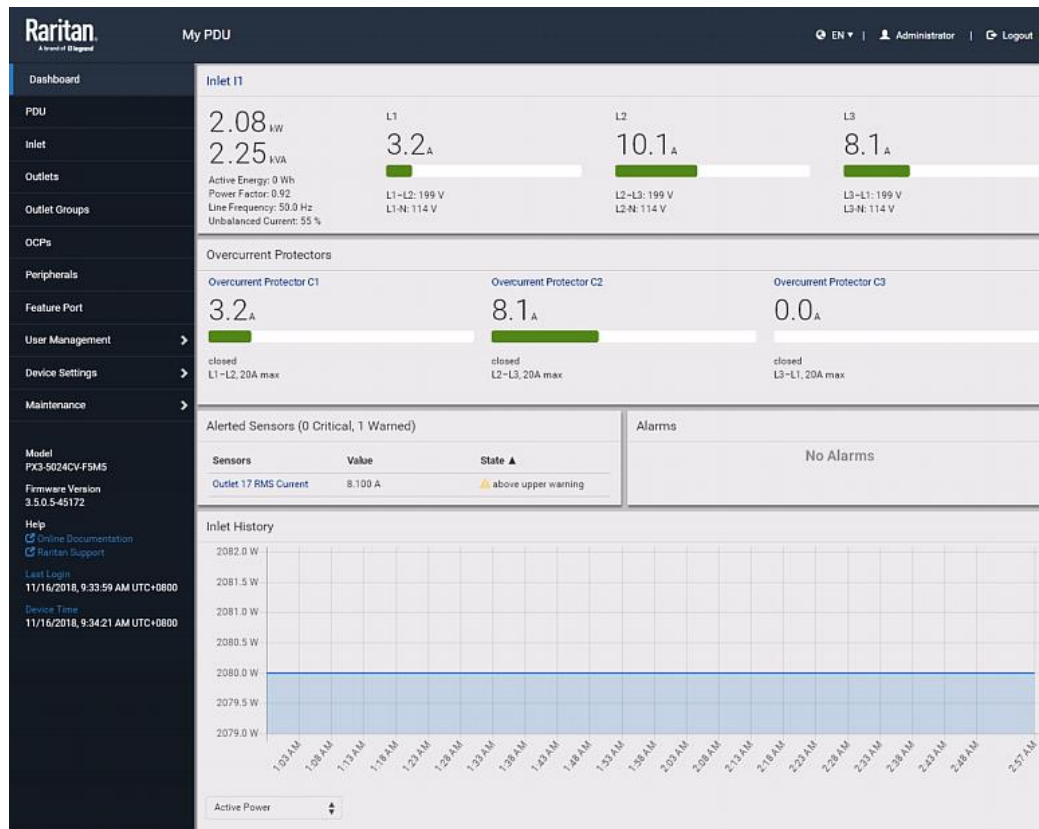 Raritan.
A brand of legrand
My PDU
EN
|
Administrator
|
Logout
Dashboard
PDU
Inlet
Outlets
Outlet Groups
OCPs
Peripherals
Feature Port
User Management
Device Settings
Maintenance
Model
PX3-5024CV-F5M5
Firmware Version
3.5.0.5-45172
Help
Online Documentation
Raritan Support
Last Login
11/16/2018, 9:33:59 AM UTC+0800
Device Time
11/16/2018, 9:34:21 AM UTC+0800
Inlet I1
2.08 kW
2.25 kVA
Active Energy: 0 Wh
Power Factor: 0.92
Line Frequency: 50.0 Hz
Unbalanced Current: 55 %
L1
3.2 A
L1-L2: 199 V
L1-N: 114 V
L2
10.1 A
L2-L3: 199 V
L2-N: 114 V
L3
8.1 A
L3-L1: 199 V
L3-N: 114 V
Overcurrent Protectors
Overcurrent Protector C1
3.2 A
closed
L1-L2, 20A max
Overcurrent Protector C2
8.1 A
closed
L2-L3, 20A max
Overcurrent Protector C3
0.0 A
closed
L3-L1, 20A max
Alerted Sensors (0 Critical, 1 Warned)
Sensors Value State ▲
Outlet 17 RMS Current 8.100 A above upper warning
Alarms
No Alarms
Inlet History
2082.0 W
2081.5 W
2081.0 W
2080.5 W
2080.0 W
2079.5 W
2079.0 W
1:03 AM
1:08 AM
1:13 AM
1:18 AM
1:23 AM
1:28 AM
1:33 AM
1:38 AM
1:43 AM
1:48 AM
1:53 AM
1:58 AM
2:03 AM
2:08 AM
2:13 AM
2:18 AM
2:23 AM
2:28 AM
2:33 AM
2:38 AM
2:43 AM
2:48 AM
2:57 AM
Active Power